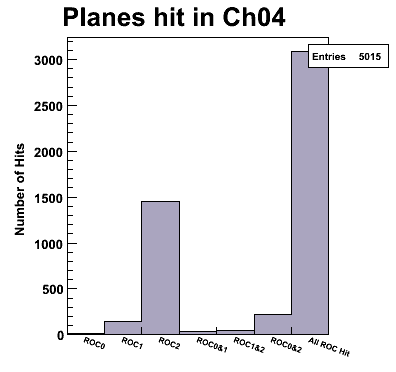 Planes hit in Ch04
Entries 5015
Number of Hits
3000
2500
2000
1500
1000
500
0
ROC0 ROC1 ROC2 ROC0&1 ROC1&2 ROC0&2 All ROC Hit